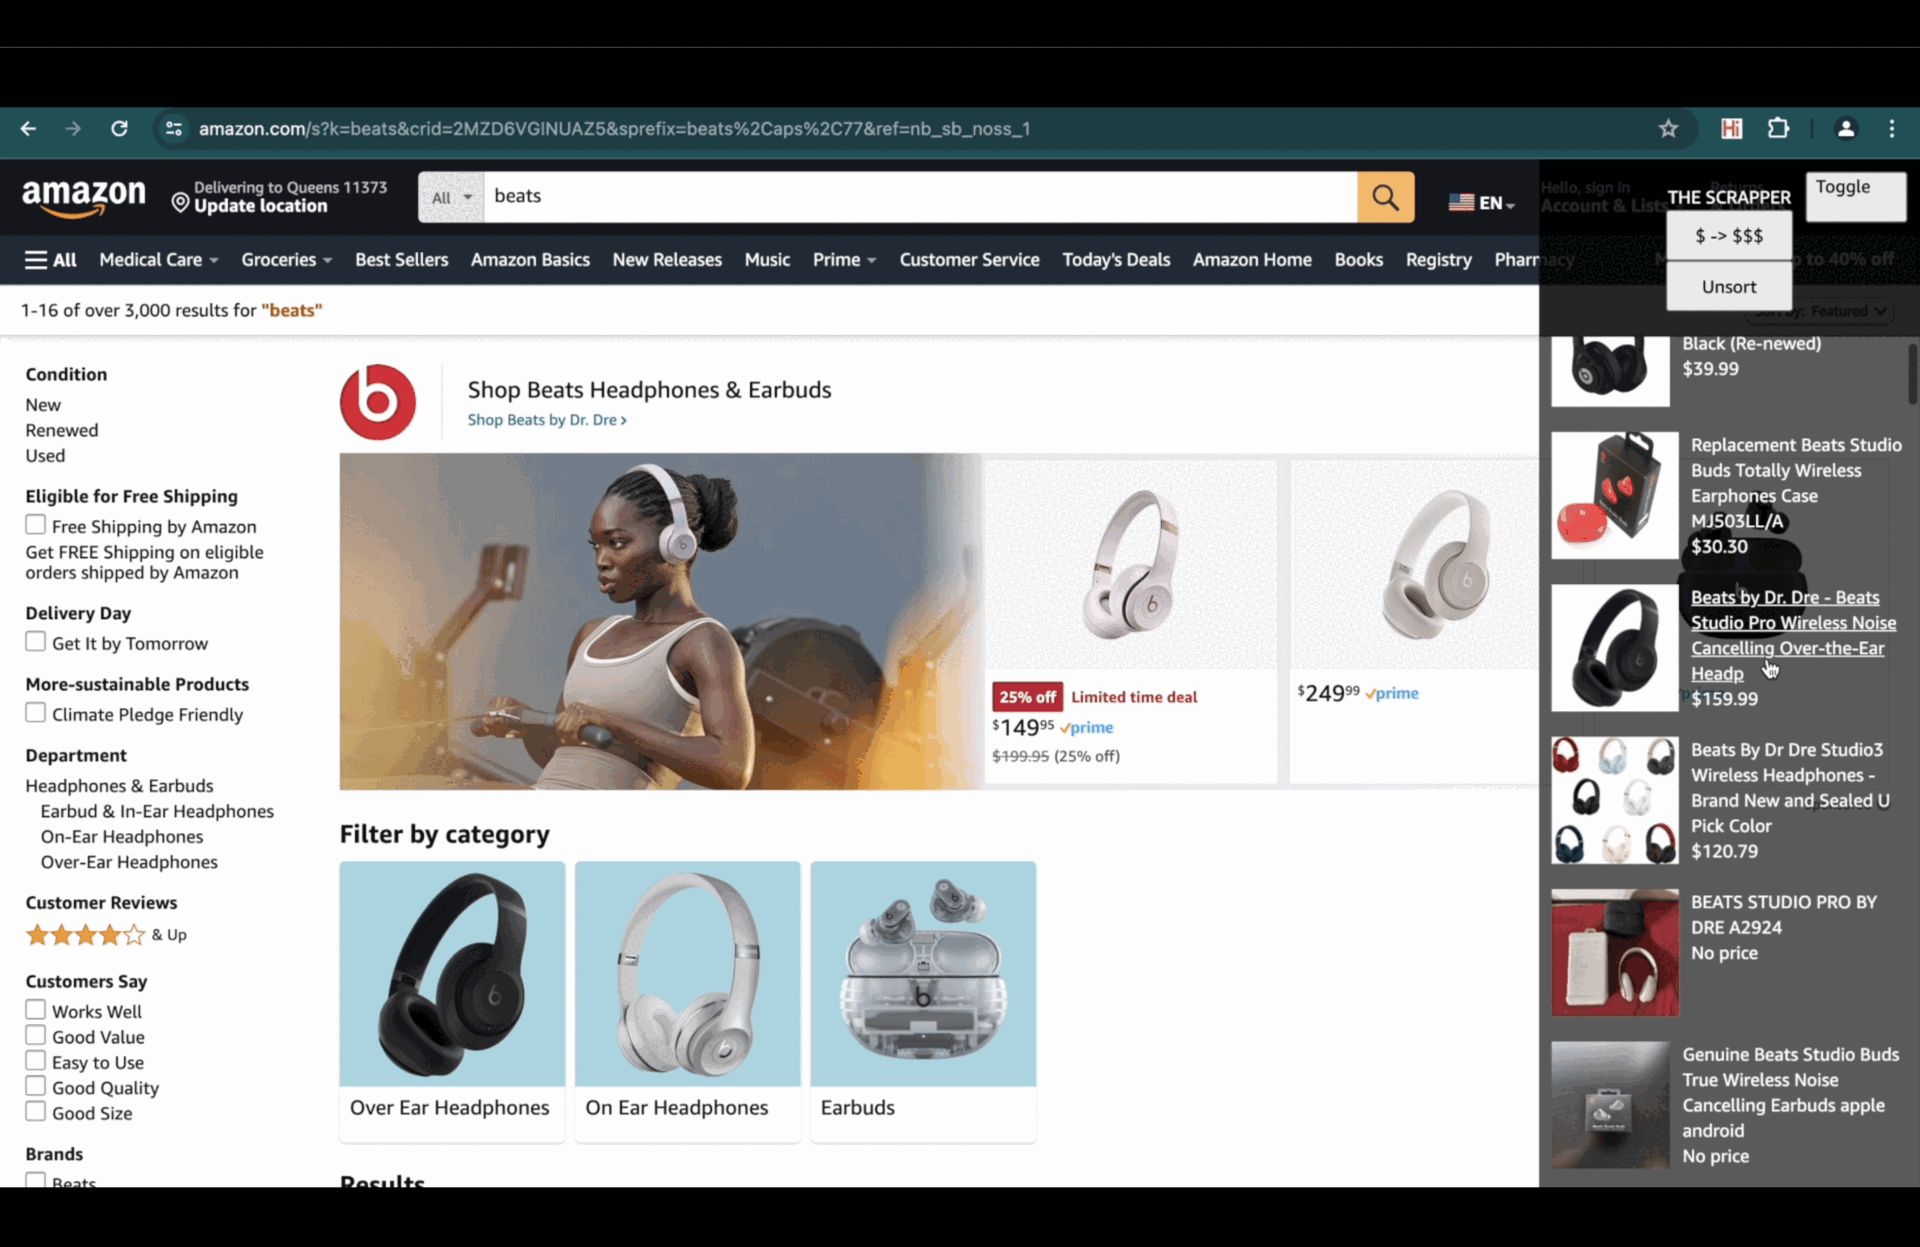 amazon.com/s?k=beats&crid=2MZD6VGINUAZ5&sprefix=beats%2Caps%2C77&ref=nb_sb_noss_1
Hi
amazon
Delivering to Queens 11373
Update location
All
beats
EN
Hello, sign in
Account & Lists
Returns
THE SCRAPPER
Toggle
$ -> $$$
Unsort
All
Medical Care
Groceries
Best Sellers
Amazon Basics
New Releases
Music
Prime
Customer Service
Today's Deals
Amazon Home
Books
Registry
Pharmacy
to 40% off
1-16 of over 3,000 results for "beats"
Sort by: Featured
Condition
New
Renewed
Used
Eligible for Free Shipping
Free Shipping by Amazon
Get FREE Shipping on eligible
orders shipped by Amazon
Delivery Day
Get It by Tomorrow
More-sustainable Products
Climate Pledge Friendly
Department
Headphones & Earbuds
Earbud & In-Ear Headphones
On-Ear Headphones
Over-Ear Headphones
Customer Reviews
& Up
Customers Say
Works Well
Good Value
Easy to Use
Good Quality
Good Size
Brands
Beats
Shop Beats Headphones & Earbuds
Shop Beats by Dr. Dre ›
25% off Limited time deal
$149 95 prime
$199.95 (25% off)
$249 99 prime
Filter by category
Over Ear Headphones
On Ear Headphones
Earbuds
Results
Black (Re-newed)
$39.99
Replacement Beats Studio
Buds Totally Wireless
Earphones Case
MJ503LL/A
$30.30
Beats by Dr. Dre - Beats
Studio Pro Wireless Noise
Cancelling Over-the-Ear
Headp
$159.99
Beats By Dr Dre Studio3
Wireless Headphones -
Brand New and Sealed U
Pick Color
$120.79
BEATS STUDIO PRO BY
DRE A2924
No price
Genuine Beats Studio Buds
True Wireless Noise
Cancelling Earbuds apple
android
No price